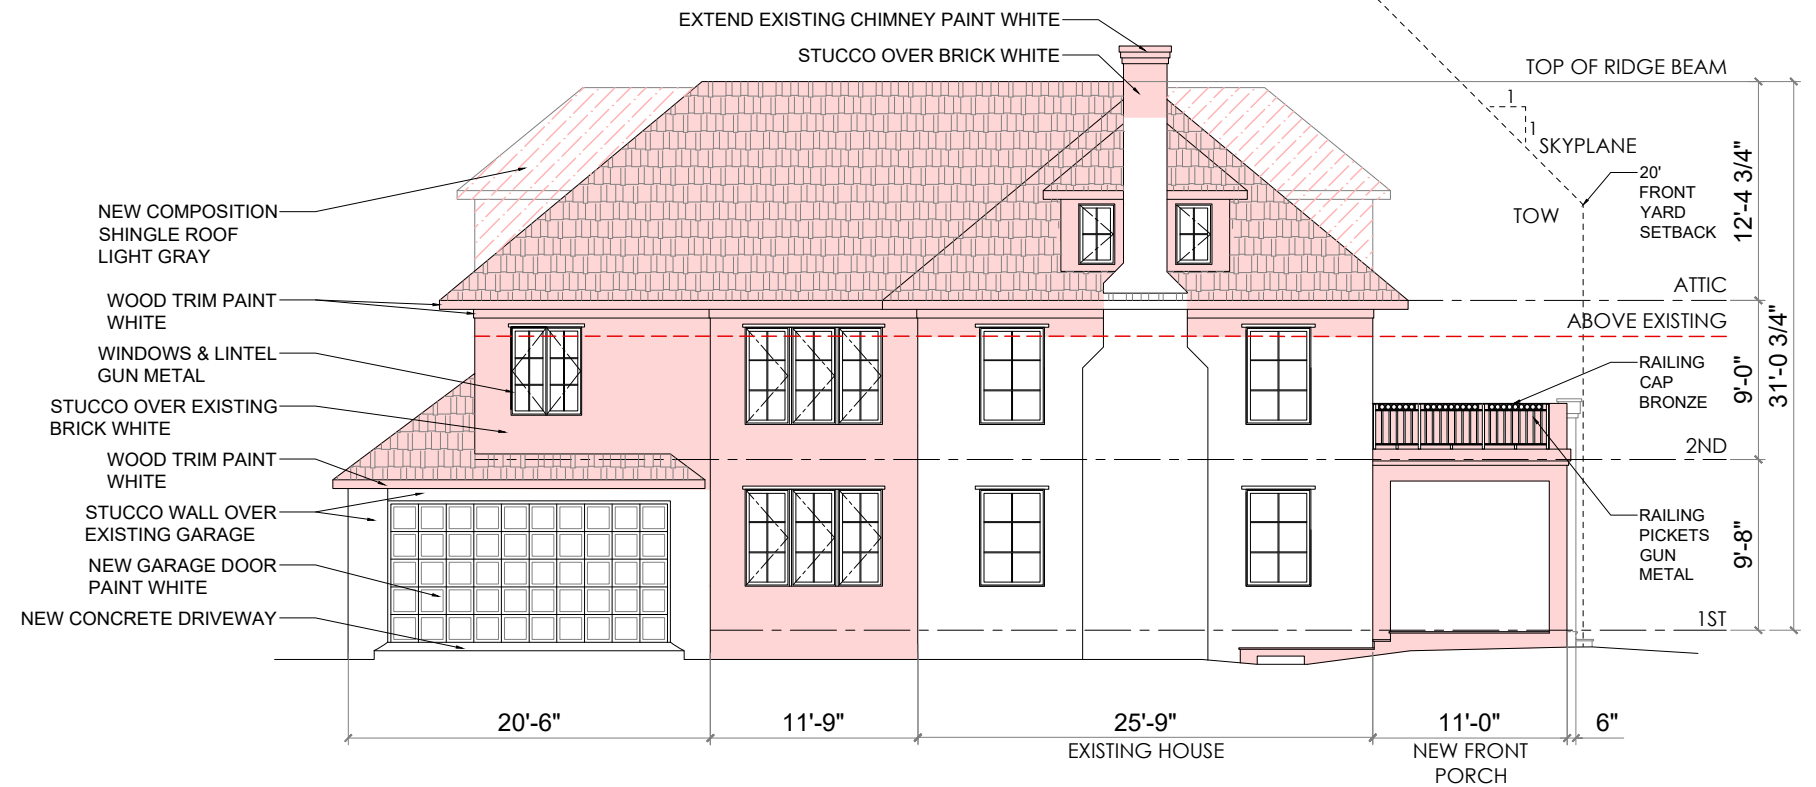 EXTEND EXISTING CHIMNEY PAINT WHITE
STUCCO OVER BRICK WHITE
TOP OF RIDGE BEAM
1
1
SKYPLANE
20'
FRONT
YARD
SETBACK
TOW
12'-4 3/4"
NEW COMPOSITION
SHINGLE ROOF
LIGHT GRAY
ATTIC
WOOD TRIM PAINT
WHITE
ABOVE EXISTING
WINDOWS & LINTEL
GUN METAL
RAILING
CAP
BRONZE
9'-0"
31'-0 3/4"
STUCCO OVER EXISTING
BRICK WHITE
2ND
WOOD TRIM PAINT
WHITE
STUCCO WALL OVER
EXISTING GARAGE
RAILING
PICKETS
GUN
METAL
9'-8"
NEW GARAGE DOOR
PAINT WHITE
NEW CONCRETE DRIVEWAY
1ST
20'-6"
11'-9"
25'-9"
11'-0"
6"
EXISTING HOUSE
NEW FRONT
PORCH